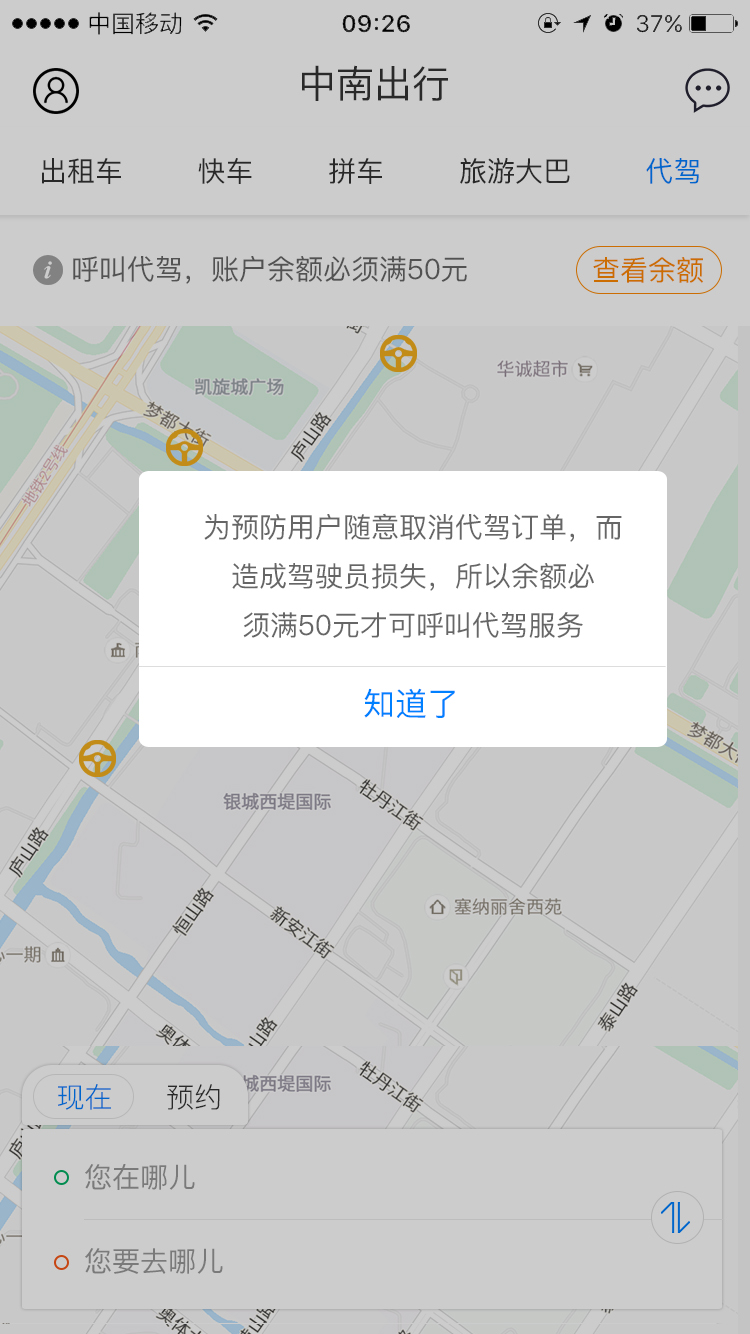 中国移动
09:26
37%
中南出行
出租车
快车
拼车
旅游大巴
代驾
呼叫代驾，账户余额必须满50元
查看余额
华诚超市
凯旋城广场
梦都大街
庐山路
地铁2号线
为预防用户随意取消代驾订单，而
造成驾驶员损失，所以余额必
须满50元才可呼叫代驾服务
知道了
梦都大
银城西堤国际
牡丹江街
庐山路
恒山路
塞纳丽舍西苑
新安江街
一期
泰山路
奥体
山路
现在
预约
城西堤国际
牡丹江街
您在哪儿
您要去哪儿
奥体大